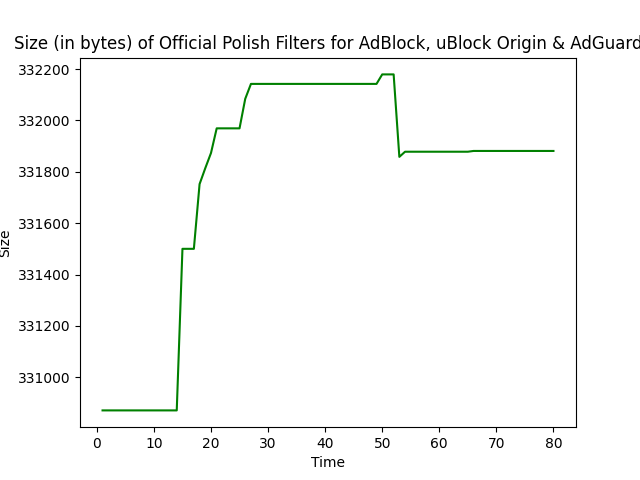 Size (in bytes) of Official Polish Filters for AdBlock, uBlock Origin & AdGuard
332200
332000
331800
331600
331400
331200
331000
Size
0 10 20 30 40 50 60 70 80
Time